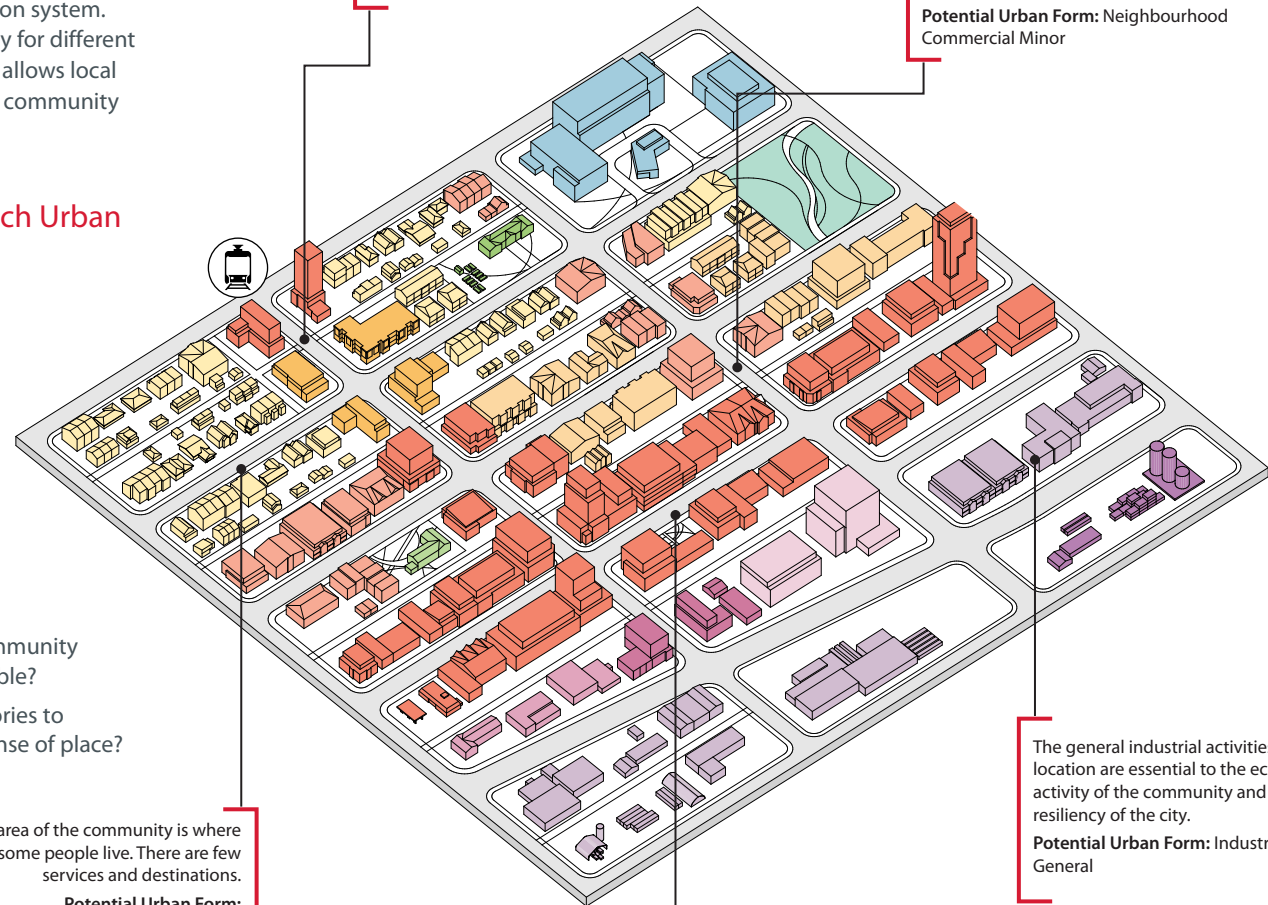 on system.
y for different
allows local
community
Potential Urban Form: Neighbourhood
Commercial Minor
ch Urban
mmunity
ple?
ories to
nse of place?
area of the community is where
some people live. There are few
services and destinations.
Potential Urban Form:
The general industrial activities
location are essential to the ec
activity of the community and
resiliency of the city.
Potential Urban Form: Industr
General